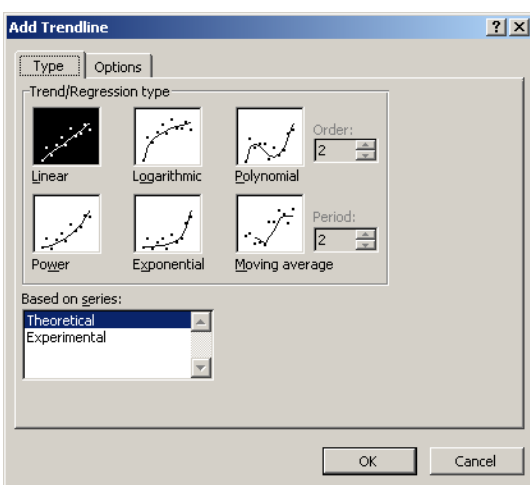 Add Trendline
Type Options
Trend/Regression type
Linear
Logarithmic
Polynomial
Order:
2
Power
Exponential
Moving average
Period:
2
Based on series:
Theoretical
Experimental
OK Cancel